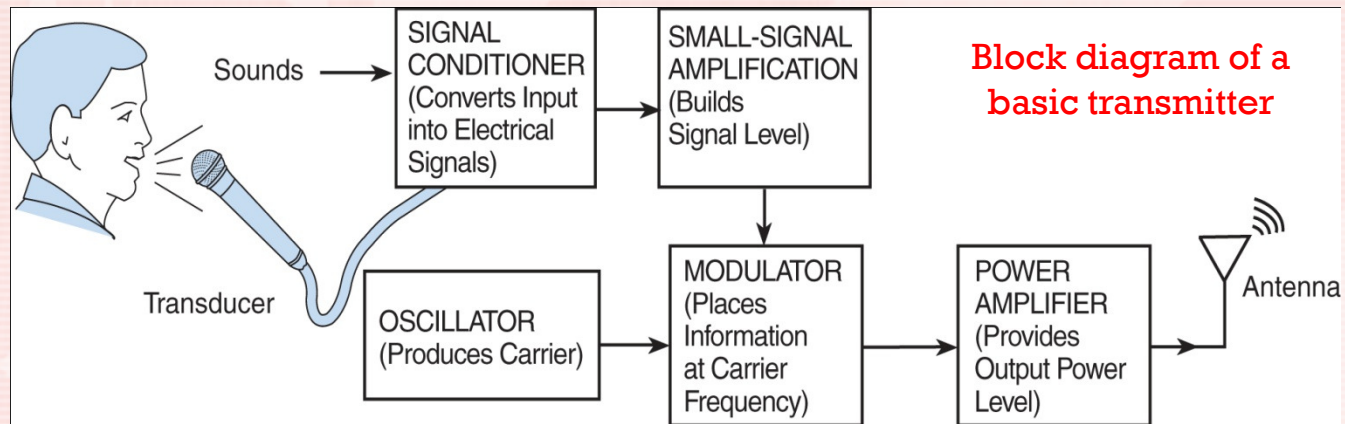 Block diagram of a
basic transmitter
Sounds
SIGNAL
CONDITIONER
(Converts Input
into Electrical
Signals)
SMALL-SIGNAL
AMPLIFICATION
(Builds
Signal Level)
Transducer
OSCILLATOR
(Produces Carrier)
MODULATOR
(Places
Information
at Carrier
Frequency)
POWER
AMPLIFIER
(Provides
Output Power
Level)
Antenna